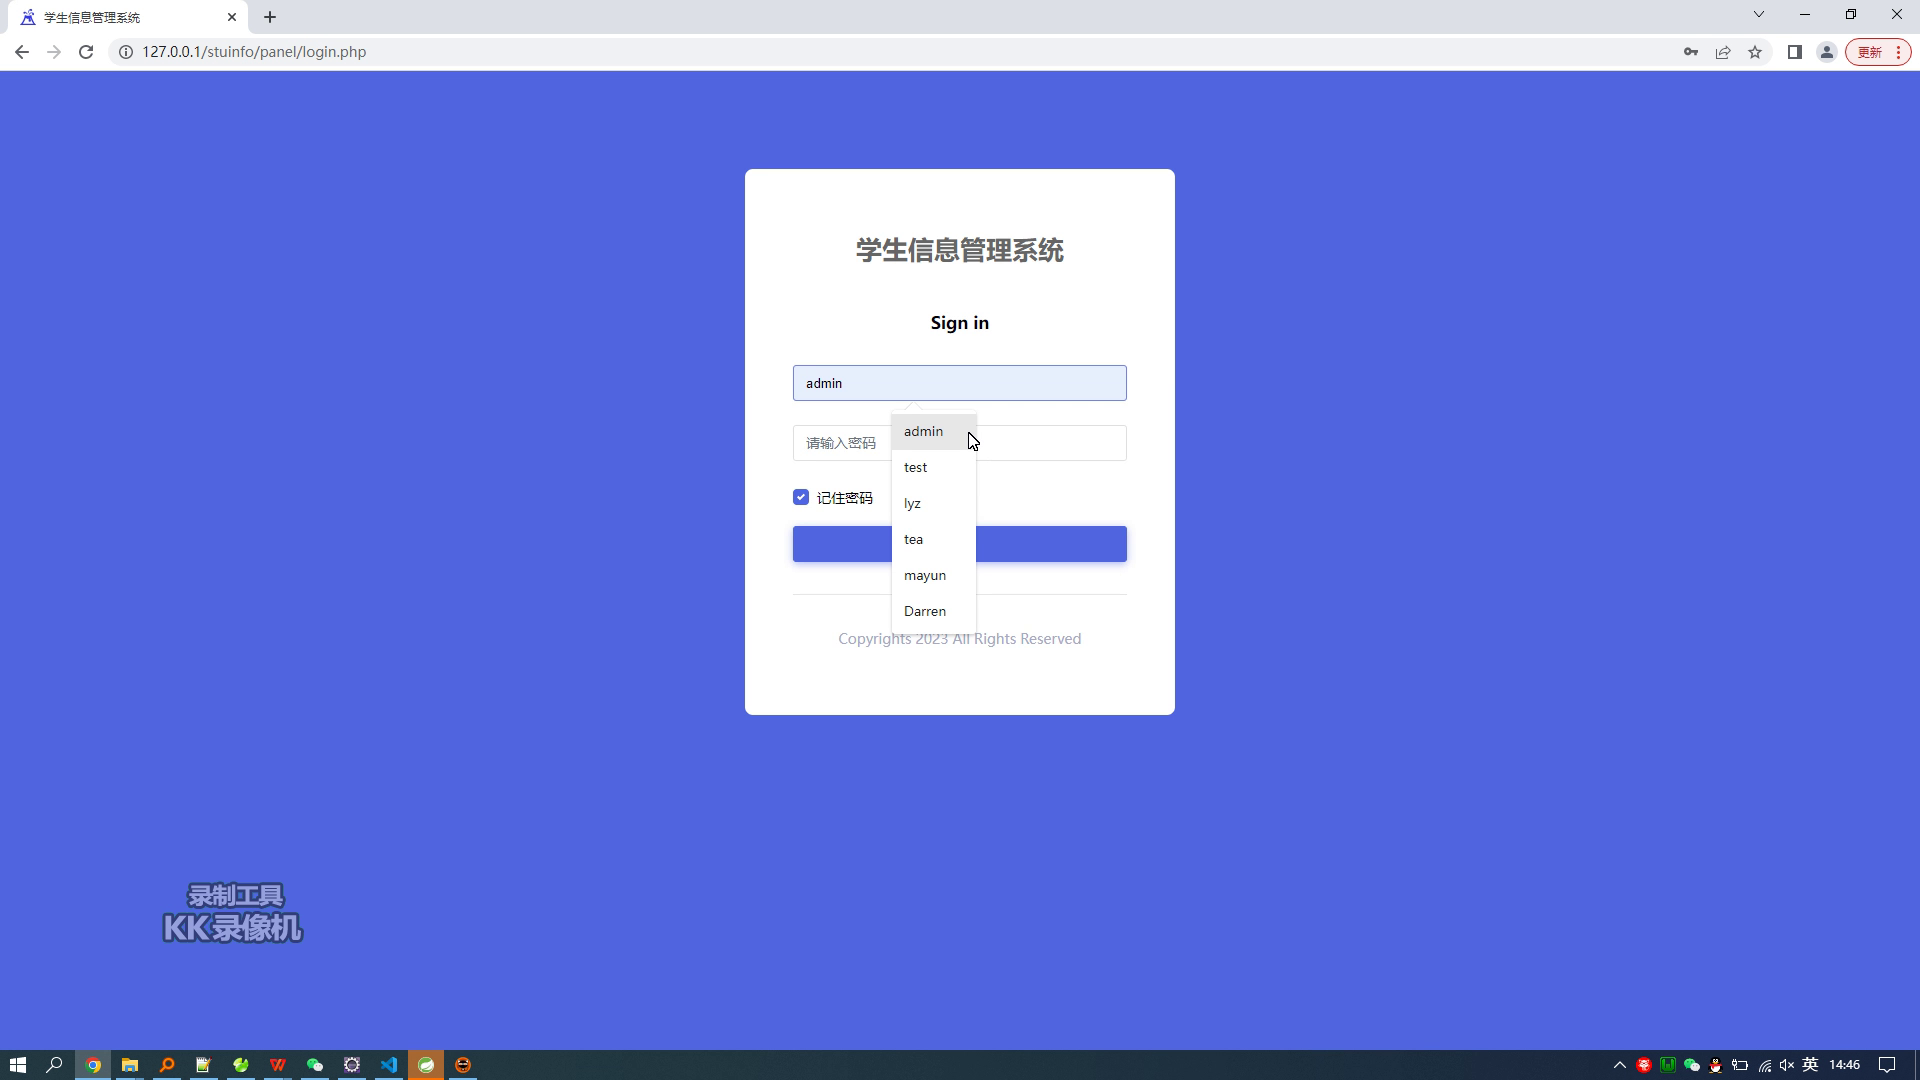 学生信息管理系统
127.0.0.1/stuinfo/panel/login.php
更新
学生信息管理系统
Sign in
admin
请输入密码
admin
test
lyz
tea
mayun
Darren
记住密码
Copyrights 2023 All Rights Reserved
录制工具
KK录像机
英
14:46